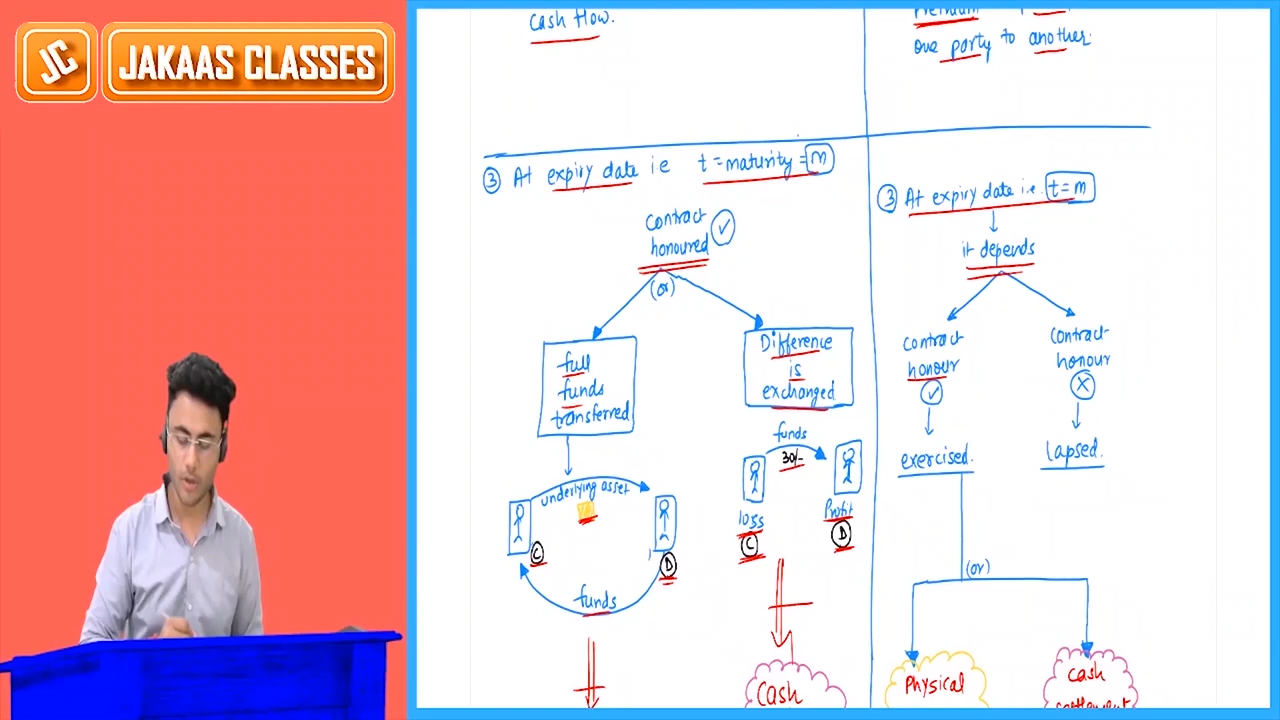 JC
JAKAAS CLASSES
Cash flow.
one party to another.
③ At expiry date i.e t=maturity=m
Contract
honoured
(or)
full
funds
transferred
Difference
is
exchanged
underlying asset
C
D
funds
funds
30/-
loss
Profit
C
D
Cash
③ At expiry date i.e. t=m
it depends
contract
honour
exercised.
contract
honour
lapsed.
(or)
Physical
Cash
settlement